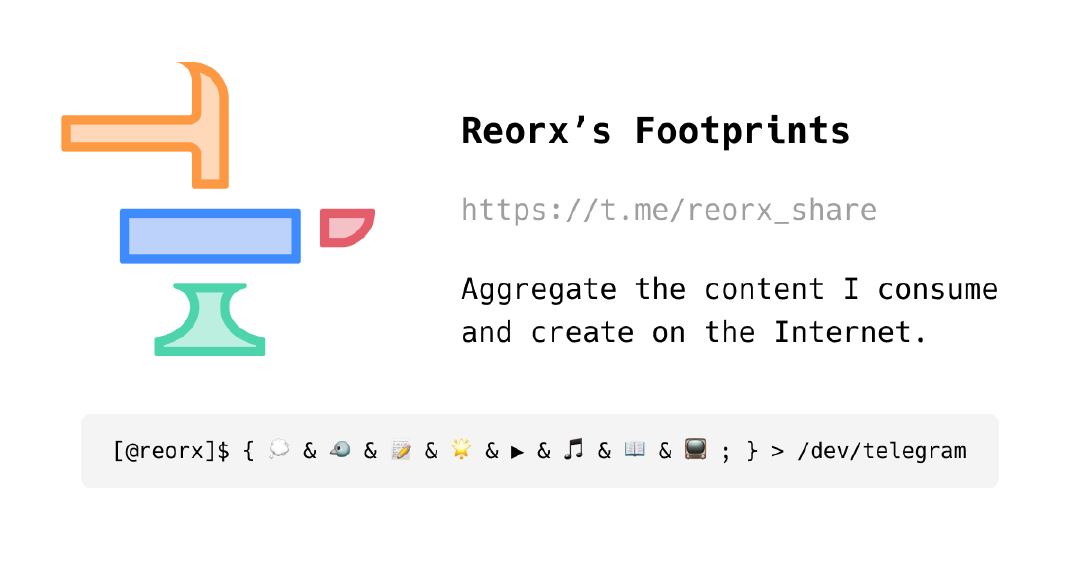 Reorx’s Footprints
https://t.me/reorx_share
Aggregate the content I consume
and create on the Internet.
[@reorx]$ { 💭 & 🐦 & 📝 & 🌟 & ▶ & 🎵 & 📖 & 📺 ; } > /dev/telegram